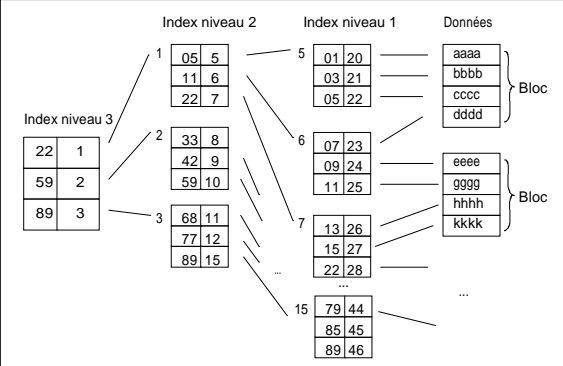 Index niveau 2 Index niveau 1 Données
1
05 5
11 6
22 7
5
01 20
03 21
05 22
aaaa
bbbb
cccc
dddd
Bloc
Index niveau 3
22 1
59 2
89 3
2
33 8
42 9
59 10
6
07 23
09 24
11 25
eeee
gggg
hhhh
kkkk
Bloc
3
68 11
77 12
89 15
...
7
13 26
15 27
22 28
...
...
15
79 44
85 45
89 46